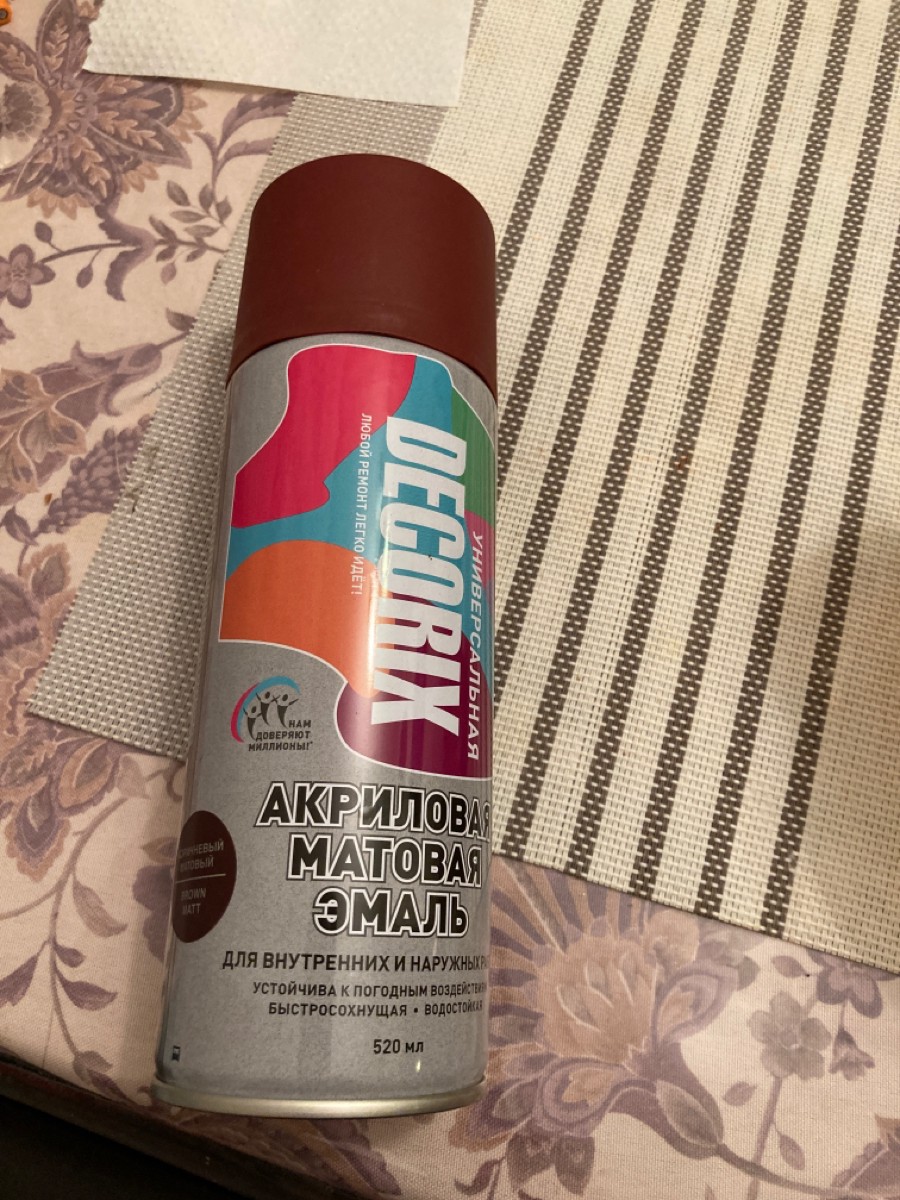 DECORIX
УНИВЕРСАЛЬНАЯ
ЛЮБОЙ РЕМОНТ ЛЕГКО ИДЁТ!
НАМ
ДОВЕРЯЮТ
МИЛЛИОНЫ!*
АКРИЛОВАЯ
МАТОВАЯ
ЭМАЛЬ
BROWN
MATT
ДЛЯ ВНУТРЕННИХ И НАРУЖНЫХ
УСТОЙЧИВА К ПОГОДНЫМ
БЫСТРОСОХНУЩАЯ • ВОДОСТОЙКАЯ
520 мл